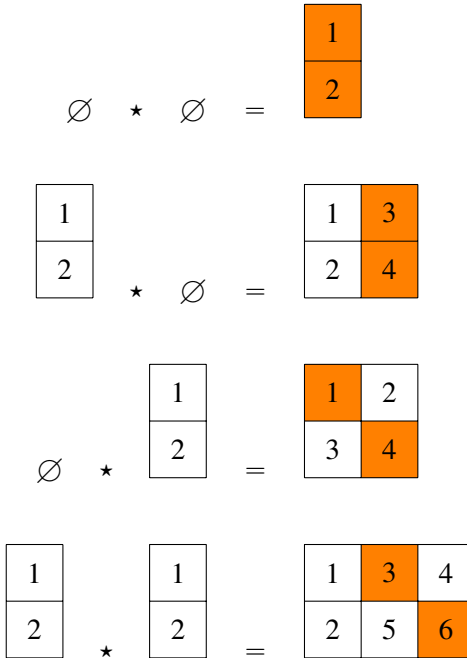 1
2
∅ ⋆ ∅ =
1 1 3
2 ⋆ ∅ = 2 4
1 1 2
∅ ⋆ 2 = 3 4
1 1 1 3 4
2 ⋆ 2 = 2 5 6